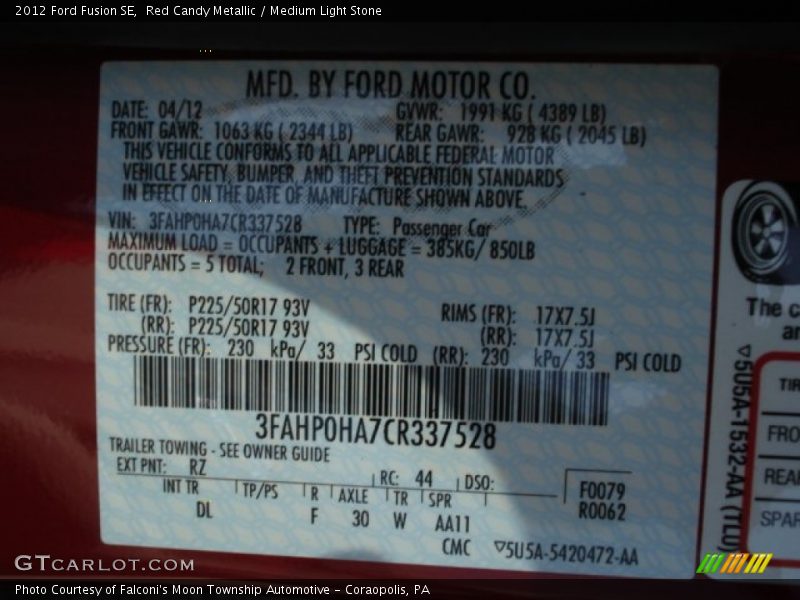 2012 Ford Fusion SE, Red Candy Metallic / Medium Light Stone
MFD. BY FORD MOTOR CO.
DATE: 04/12 GVWR: 1991 KG ( 4389 LB)
FRONT GAWR: 1063 KG ( 2344 LB) REAR GAWR: 928 KG ( 2045 LB)
THIS VEHICLE CONFORMS TO ALL APPLICABLE FEDERAL MOTOR
VEHICLE SAFETY, BUMPER, AND THEFT PREVENTION STANDARDS
IN EFFECT ON THE DATE OF MANUFACTURE SHOWN ABOVE.
VIN: 3FAHP0HA7CR337528 TYPE: Passenger Car
MAXIMUM LOAD = OCCUPANTS + LUGGAGE = 385KG/ 850LB
OCCUPANTS = 5 TOTAL; 2 FRONT, 3 REAR
TIRE (FR): P225/50R17 93V RIMS (FR): 17X7.5J
(RR): P225/50R17 93V (RR): 17X7.5J
PRESSURE (FR): 230 kPa/ 33 PSI COLD (RR): 230 kPa/ 33 PSI COLD
3FAHP0HA7CR337528
TRAILER TOWING - SEE OWNER GUIDE
EXT PNT: RZ RC: 44 DSO: F0079
INT TR TP/PS R AXLE TR SPR R0062
DL F 30 W AA11
CMC ▽5U5A-5420472-AA
The c
an
▽5U5A-1532-AA (TLU)
TIR
FRO
REA
SPAR
GTCARLOT.COM
Photo Courtesy of Falconi's Moon Township Automotive – Coraopolis, PA